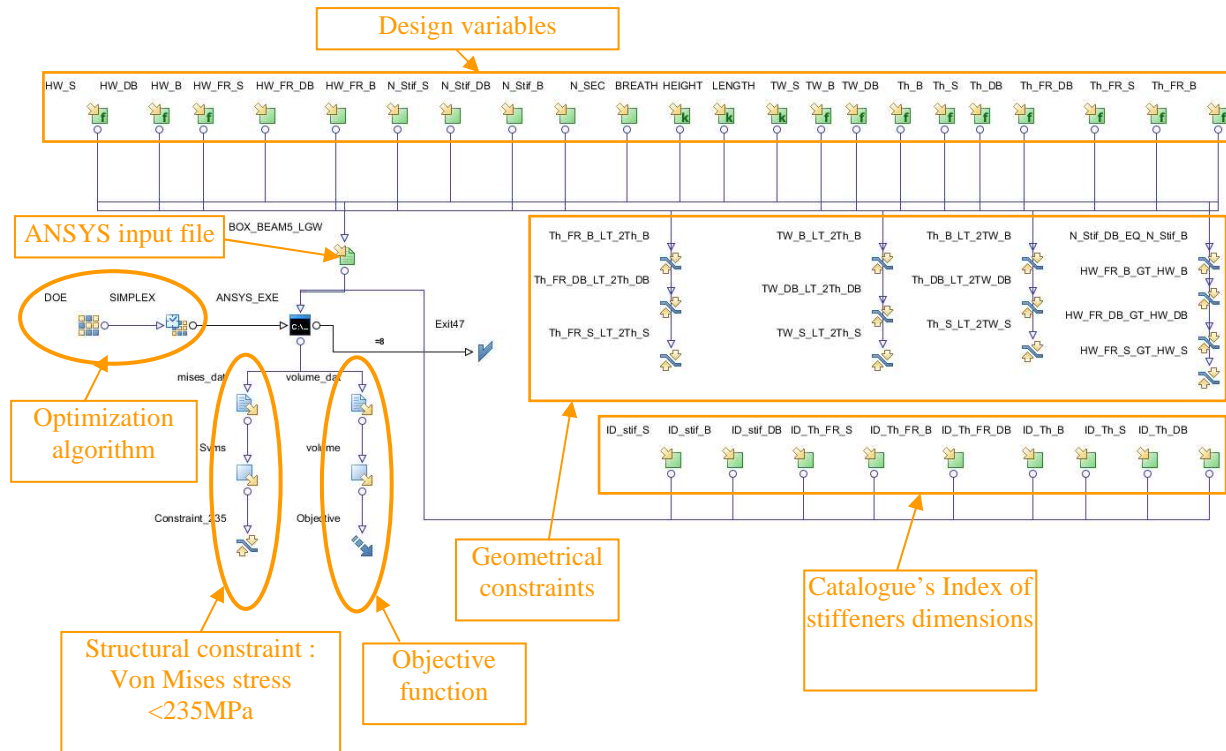 Design variables
HW_S HW_DB HW_B HW_FR_S HW_FR_DB HW_FR_B N_Stif_S N_Stif_DB N_Stif_B N_SEC BREATH HEIGHT LENGTH TW_S TW_B TW_DB Th_B Th_S Th_DB Th_FR_DB Th_FR_S Th_FR_B
f f f f k k k f f f f f f f f f
BOX_BEAM5_LGW
ANSYS input file
Th_FR_B_LT_2Th_B TW_B_LT_2Th_B Th_B_LT_2TW_B N_Stif_DB_EQ_N_Stif_B
HW_FR_B_GT_HW_B
Th_FR_DB_LT_2Th_DB TW_DB_LT_2Th_DB Th_DB_LT_2TW_DB
HW_FR_DB_GT_HW_DB
Th_FR_S_LT_2Th_S TW_S_LT_2Th_S Th_S_LT_2TW_S
HW_FR_S_GT_HW_S
DOE SIMPLEX ANSYS_EXE
C:\...
Exit47
=8
mises_dat volume_dat
Optimization
algorithm
Svms volume
Constraint_235 Objective
ID_stif_S ID_stif_B ID_stif_DB ID_Th_FR_S ID_Th_FR_B ID_Th_FR_DB ID_Th_B ID_Th_S ID_Th_DB
Geometrical
constraints
Catalogue's Index of
stiffeners dimensions
Structural constraint :
Von Mises stress
<235MPa
Objective
function